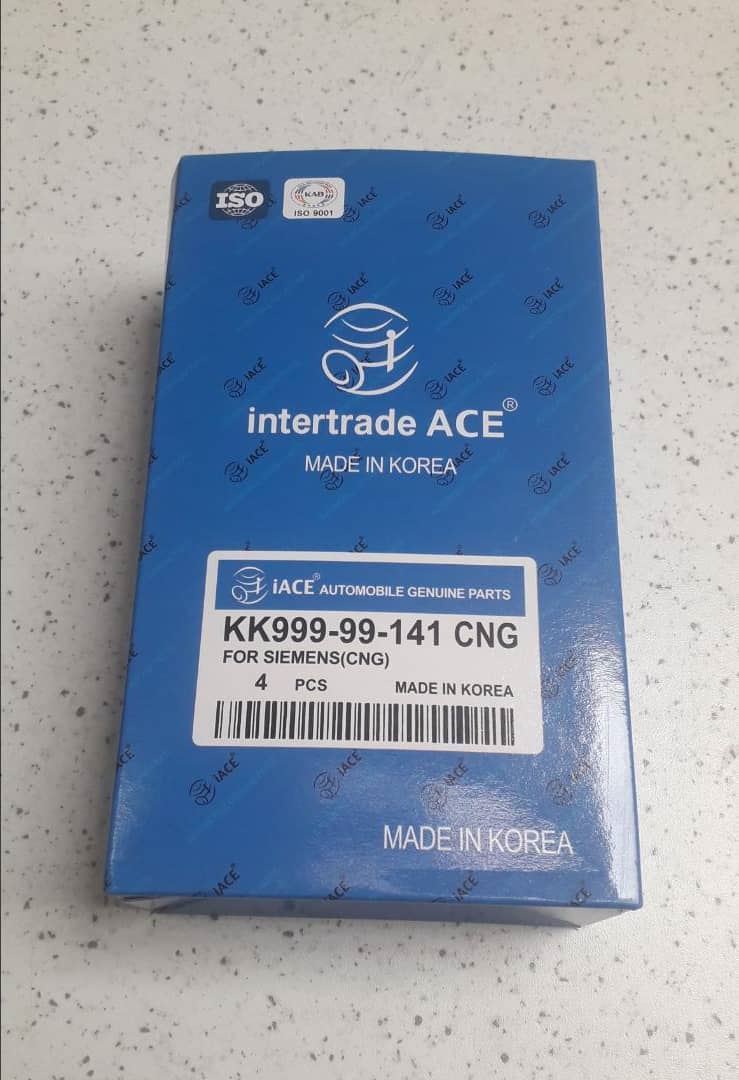 ISO
KAB
ISO 9001
intertrade ACE®
MADE IN KOREA
iACE® AUTOMOBILE GENUINE PARTS
KK999-99-141 CNG
FOR SIEMENS(CNG)
4 PCS MADE IN KOREA
MADE IN KOREA
iACE®